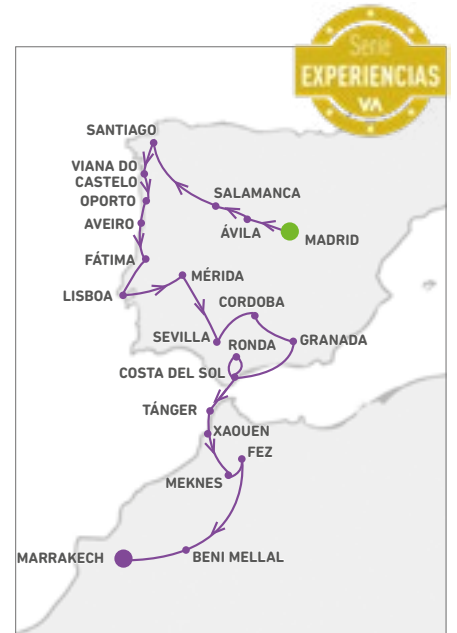 Serie
EXPERIENCIAS
VA
SANTIAGO
VIANA DO
CASTELO
OPORTO
AVEIRO
FÁTIMA
LISBOA
SALAMANCA
ÁVILA
MADRID
MÉRIDA
CORDOBA
SEVILLA
RONDA
GRANADA
COSTA DEL SOL
TÁNGER
XAOUEN
FEZ
MEKNES
MARRAKECH
BENI MELLAL